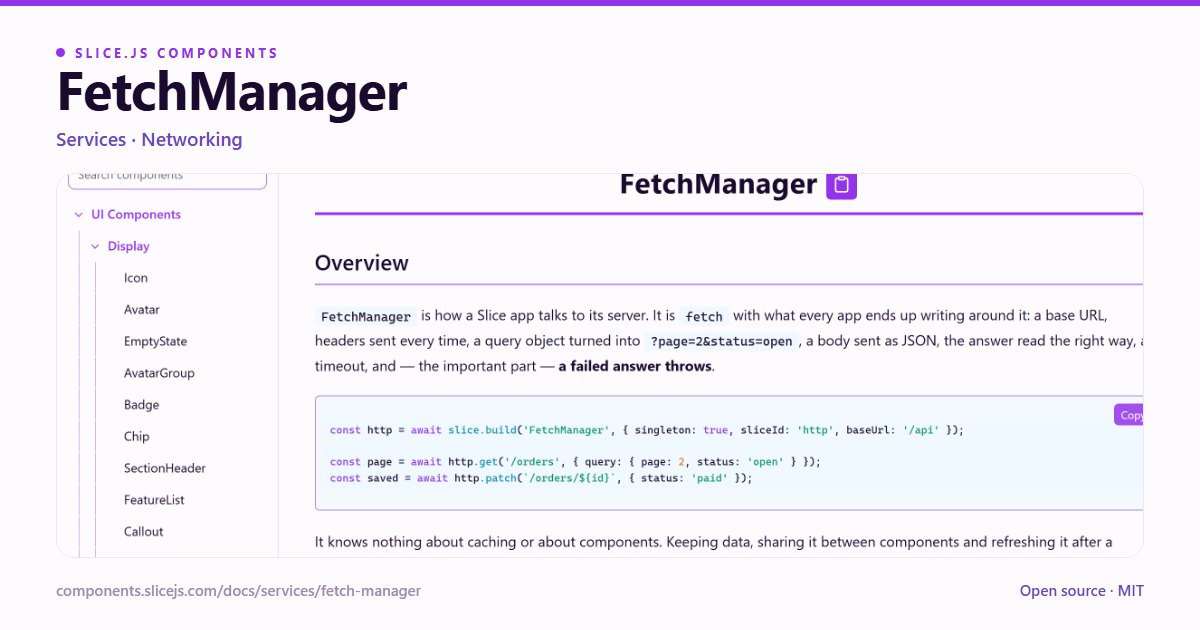 SLICE.JS COMPONENTS
FetchManager
Services · Networking
Search components
UI Components
Display
Icon
Avatar
EmptyState
AvatarGroup
Badge
Chip
SectionHeader
FeatureList
Callout
FetchManager
Overview
FetchManager is how a Slice app talks to its server. It is fetch with what every app ends up writing around it: a base URL,
headers sent every time, a query object turned into ?page=2&status=open , a body sent as JSON, the answer read the right way, a
timeout, and — the important part — a failed answer throws.
Copy
const http = await slice.build('FetchManager', { singleton: true, sliceId: 'http', baseUrl: '/api' });
const page = await http.get('/orders', { query: { page: 2, status: 'open' } });
const saved = await http.patch(`/orders/${id}`, { status: 'paid' });
It knows nothing about caching or about components. Keeping data, sharing it between components and refreshing it after a
components.slicejs.com/docs/services/fetch-manager
Open source · MIT